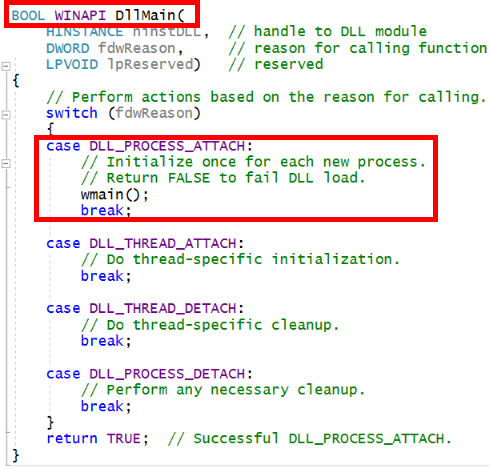 BOOL WINAPI DllMain(
    HINSTANCE hinstDLL,  // handle to DLL module
    DWORD fdwReason,     // reason for calling function
    LPVOID lpReserved)   // reserved
{
    // Perform actions based on the reason for calling.
    switch (fdwReason)
    {
    case DLL_PROCESS_ATTACH:
        // Initialize once for each new process.
        // Return FALSE to fail DLL load.
        wmain();
        break;

    case DLL_THREAD_ATTACH:
        // Do thread-specific initialization.
        break;

    case DLL_THREAD_DETACH:
        // Do thread-specific cleanup.
        break;

    case DLL_PROCESS_DETACH:
        // Perform any necessary cleanup.
        break;
    }
    return TRUE;  // Successful DLL_PROCESS_ATTACH.
}